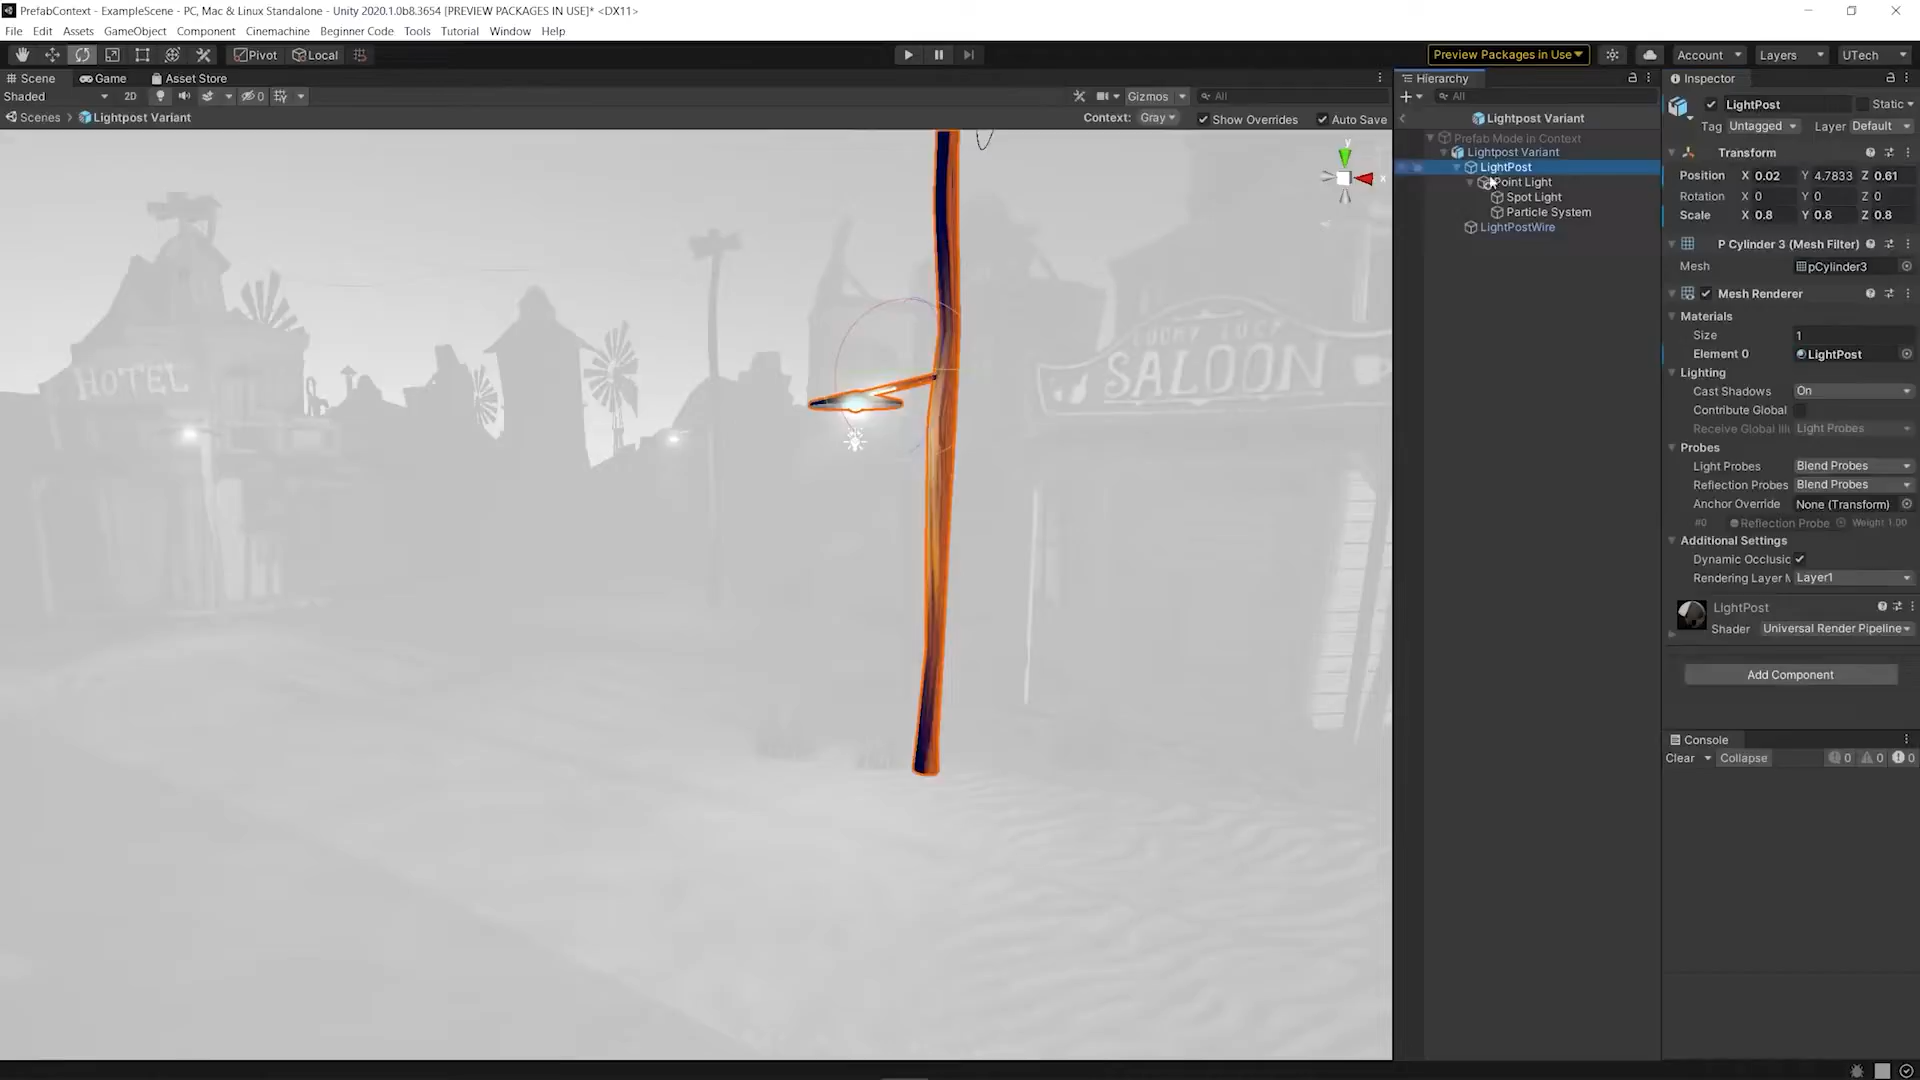 PrefabContext - ExampleScene - PC, Mac & Linux Standalone - Unity 2020.1.0b8.3654 [PREVIEW PACKAGES IN USE]* <DX11>
File Edit Assets GameObject Component Cinemachine Beginner Code Tools Tutorial Window Help
Pivot Local Preview Packages in Use Account Layers UTech
Scene Game Asset Store
Shaded 2D 0 Gizmos All
Scenes > Lightpost Variant Context: Gray Show Overrides Auto Save
HOTEL
LUCKY LUCY
SALOON
y
x
Hierarchy
All
Lightpost Variant
Prefab Mode in Context
Lightpost Variant
LightPost
Point Light
Spot Light
Particle System
LightPostWire
Inspector
LightPost Static
Tag Untagged Layer Default
Transform
Position X 0.02 Y 4.7833 Z 0.61
Rotation X 0 Y 0 Z 0
Scale X 0.8 Y 0.8 Z 0.8
P Cylinder 3 (Mesh Filter)
Mesh pCylinder3
Mesh Renderer
Materials
Size 1
Element 0 LightPost
Lighting
Cast Shadows On
Contribute Global
Receive Global Illu Light Probes
Probes
Light Probes Blend Probes
Reflection Probes Blend Probes
Anchor Override None (Transform)
#0 Reflection Probe Weight 1.00
Additional Settings
Dynamic Occlusic
Rendering Layer M Layer1
LightPost
Shader Universal Render Pipeline
Add Component
Console
Clear Collapse 0 0 0